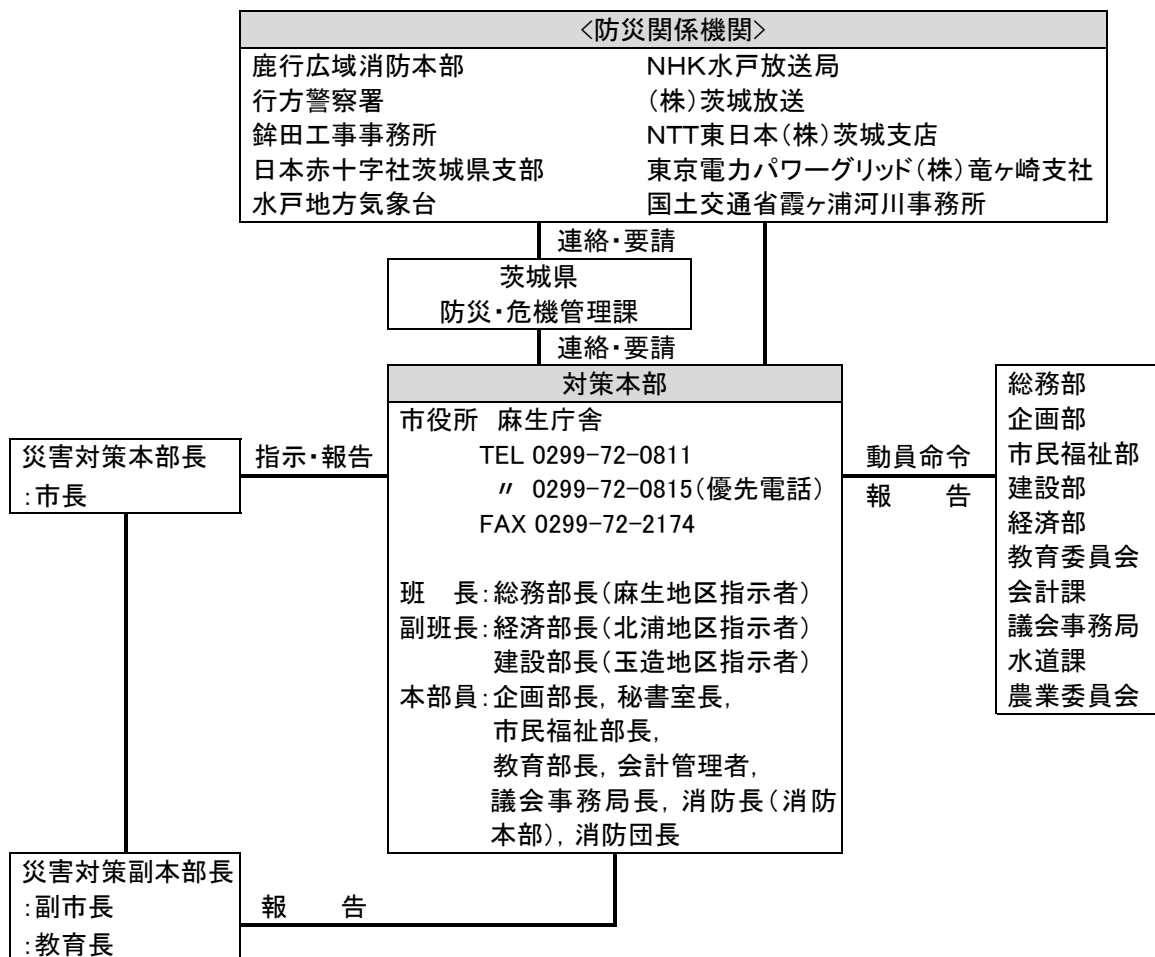 <防災関係機関>
鹿行広域消防本部
行方警察署
鉾田工事事務所
日本赤十字社茨城県支部
水戸地方気象台
NHK水戸放送局
(株)茨城放送
NTT東日本(株)茨城支店
東京電力パワーグリッド(株)竜ヶ崎支社
国土交通省霞ヶ浦河川事務所
連絡・要請
茨城県
防災・危機管理課
連絡・要請
災害対策本部長
:市長
指示・報告
対策本部
市役所 麻生庁舎
TEL 0299-72-0811
〃 0299-72-0815(優先電話)
FAX 0299-72-2174
班 長:総務部長(麻生地区指示者)
副班長:経済部長(北浦地区指示者)
建設部長(玉造地区指示者)
本部員:企画部長, 秘書室長,
市民福祉部長,
教育部長, 会計管理者,
議会事務局長, 消防長(消防
本部), 消防団長
動員命令
報 告
総務部
企画部
市民福祉部
建設部
経済部
教育委員会
会計課
議会事務局
水道課
農業委員会
災害対策副本部長
:副市長
:教育長
報 告